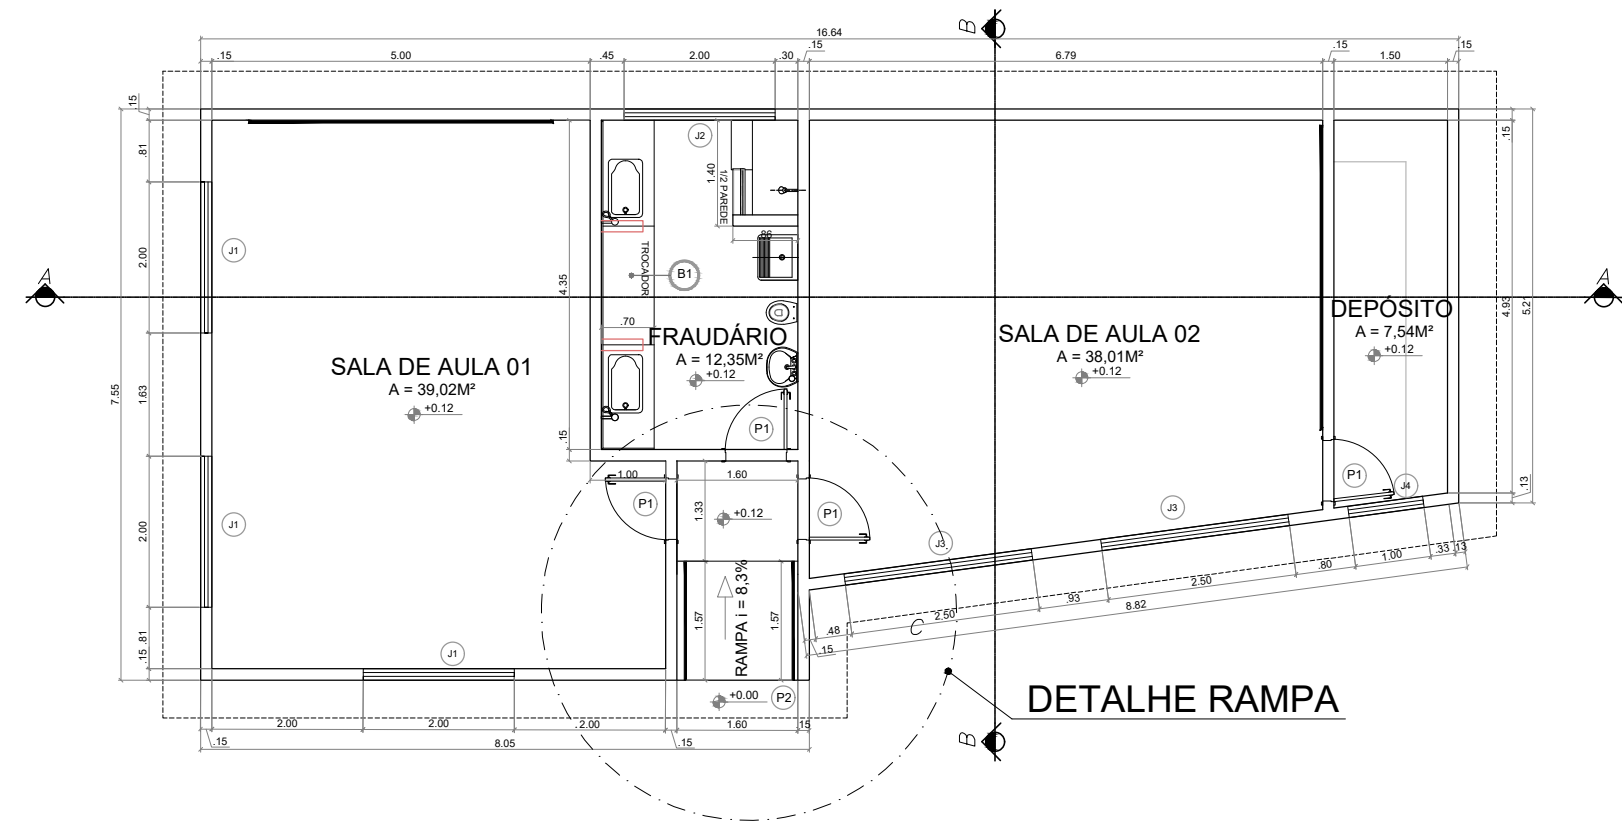 B
16.64
.15
.15
.15
.15
5.00
.45
2.00
.30
6.79
1.50
.15
.81
J2
.15
1.40
1/2 PAREDE
2.00
J1
.86
TROCADOR
B1
A
A
4.35
4.93
5.21
DEPÓSITO
A = 7,54M²
+0.12
.70
FRAUDÁRIO
A = 12,35M²
+0.12
SALA DE AULA 02
A = 38,01M²
+0.12
SALA DE AULA 01
A = 39,02M²
+0.12
7.55
1.63
P1
.15
1.00
1.60
P1
J4
.13
P1
1.33
+0.12
P1
J3
J3
J1
2.00
1.57
RAMPA i = 8,3%
1.57
2.50
.93
2.50
.80
1.00
.33
.13
8.82
.48
C
.15
.81
.15
J1
+0.00
P2
DETALHE RAMPA
2.00
2.00
2.00
1.60
.15
.15
8.05
.15
B